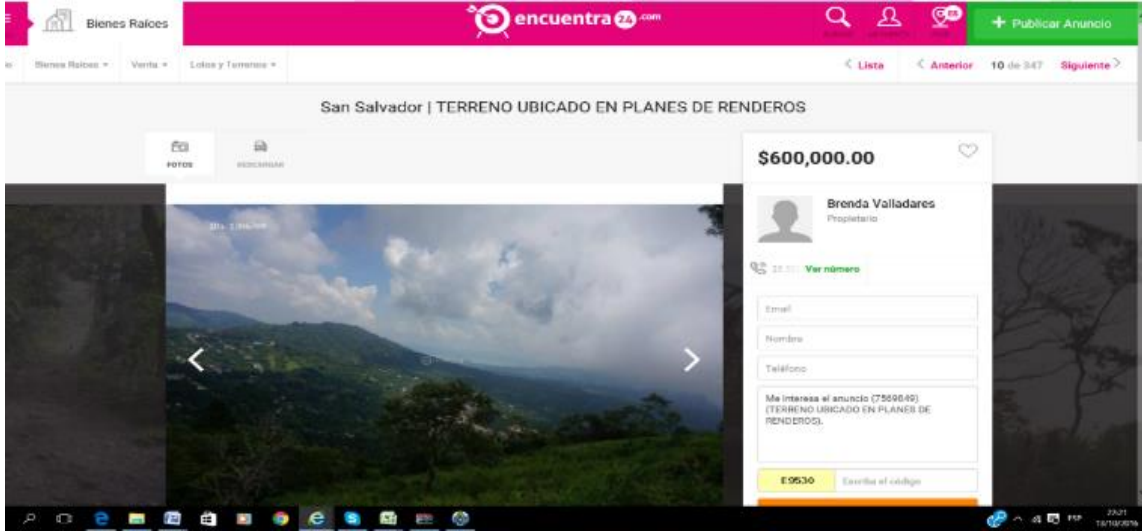 Bienes Raíces
encuentra24.com
+ Publicar Anuncio
Bienes Raíces
Venta
Lotes y Terrenos
< Lista
< Anterior
10 de 347
Siguiente >
San Salvador | TERRENO UBICADO EN PLANES DE RENDEROS
FOTOS
DESCARGAR
$600,000.00
Brenda Valladares
Propietario
Ver número
Email
Nombre
Teléfono
Me interesa el anuncio (7569649)
(TERRENO UBICADO EN PLANES DE
RENDEROS).
E9530
Escriba el código
ESP